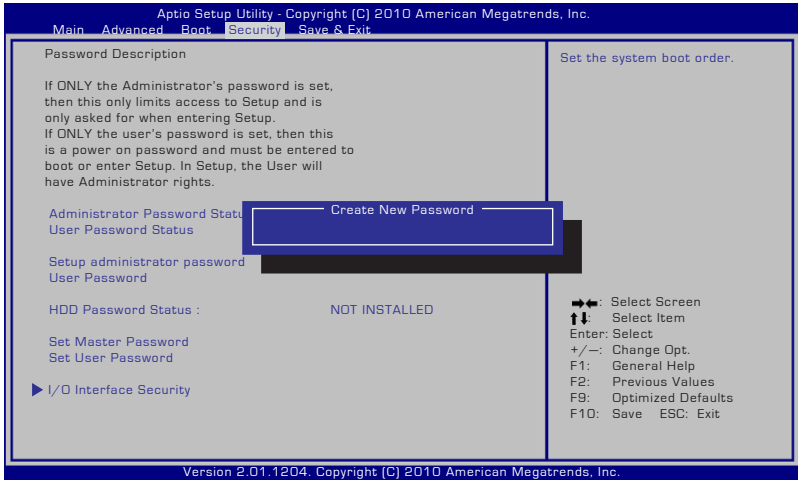 Aptio Setup Utility - Copyright (C) 2010 American Megatrends, Inc.
Main Advanced Boot Security Save & Exit
Password Description
If ONLY the Administrator's password is set,
then this only limits access to Setup and is
only asked for when entering Setup.
If ONLY the user's password is set, then this
is a power on password and must be entered to
boot or enter Setup. In Setup, the User will
have Administrator rights.
Administrator Password
User Password Status
Setup administrator password
User Password
HDD Password Status : NOT INSTALLED
Set Master Password
Set User Password
I/O Interface Security
Create New Password
Set the system boot order.
: Select Screen
: Select Item
Enter: Select
+/—: Change Opt.
F1: General Help
F2: Previous Values
F9: Optimized Defaults
F10: Save ESC: Exit
Version 2.01.1204. Copyright (C) 2010 American Megatrends, Inc.